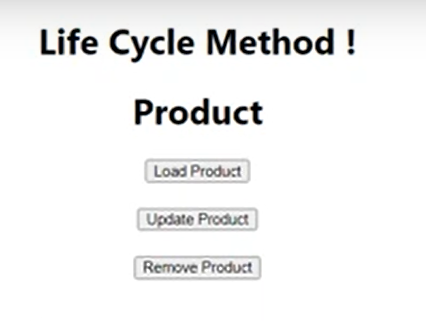 Life Cycle Method !
Product
Load Product
Update Product
Remove Product